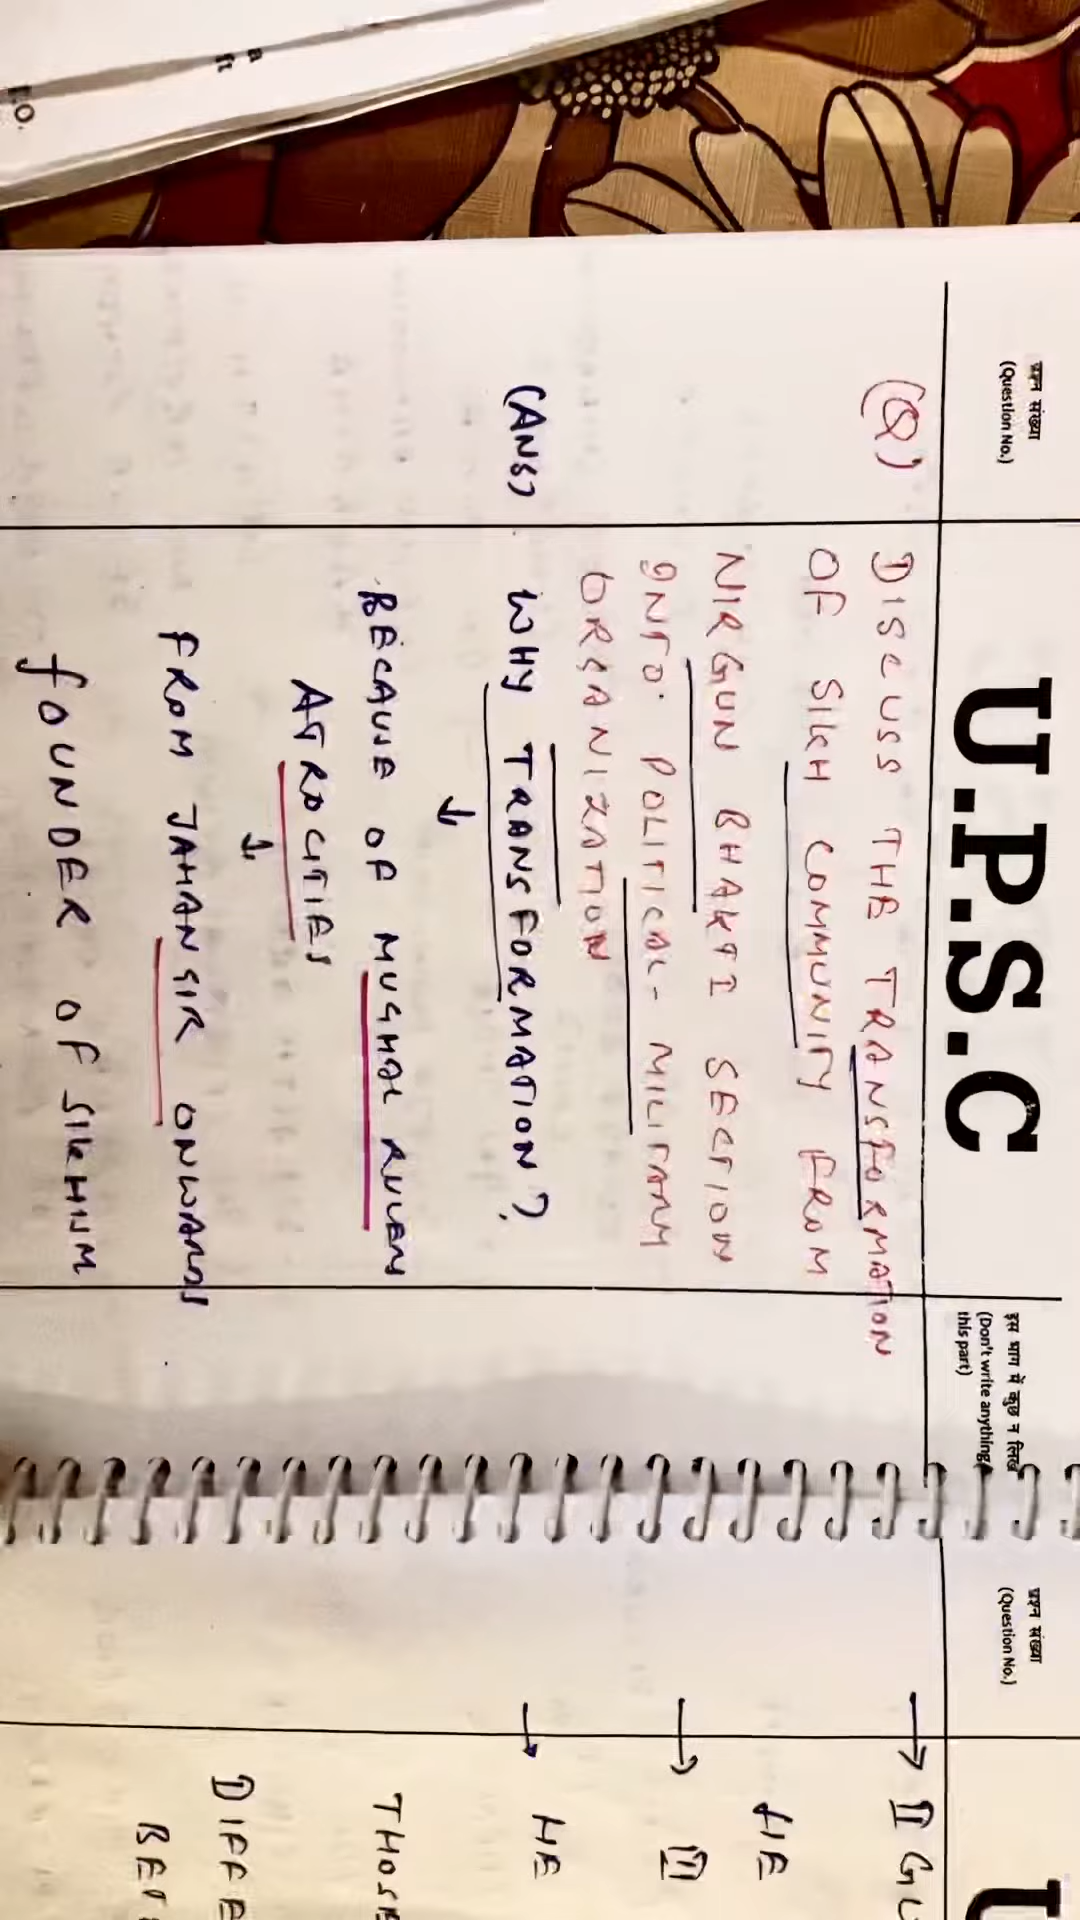 प्रश्न संख्या
(Question No.)
U.P.S.C
इस भाग में कुछ न लिखें
(Don't write anything
this part)
(Q) DISCUSS THE TRANSFORMATION
OF SIKH COMMUNITY FROM
NIRGUN BHAKTI SECTION
INTO POLITICAL-MILITARY
ORGANIZATION
(ANS) WHY TRANSFORMATION?
↓
BECAUSE OF MUGHAL RULERS
ATROCITIES
↓
FROM JAHANGIR ONWARDS
FOUNDER OF SIKHISM
प्रश्न संख्या
(Question No.)
U
→ II GU
HE
→ III
→ HE
THOSE
DIFFE
BET